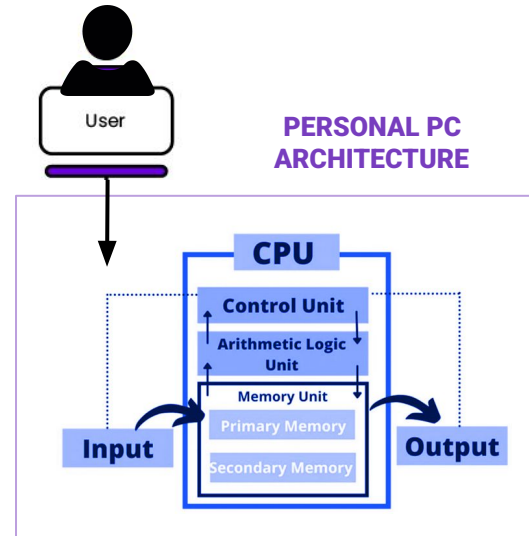 User
PERSONAL PC
ARCHITECTURE
CPU
Control Unit
Arithmetic Logic
Unit
Memory Unit
Primary Memory
Secondary Memory
Input
Output